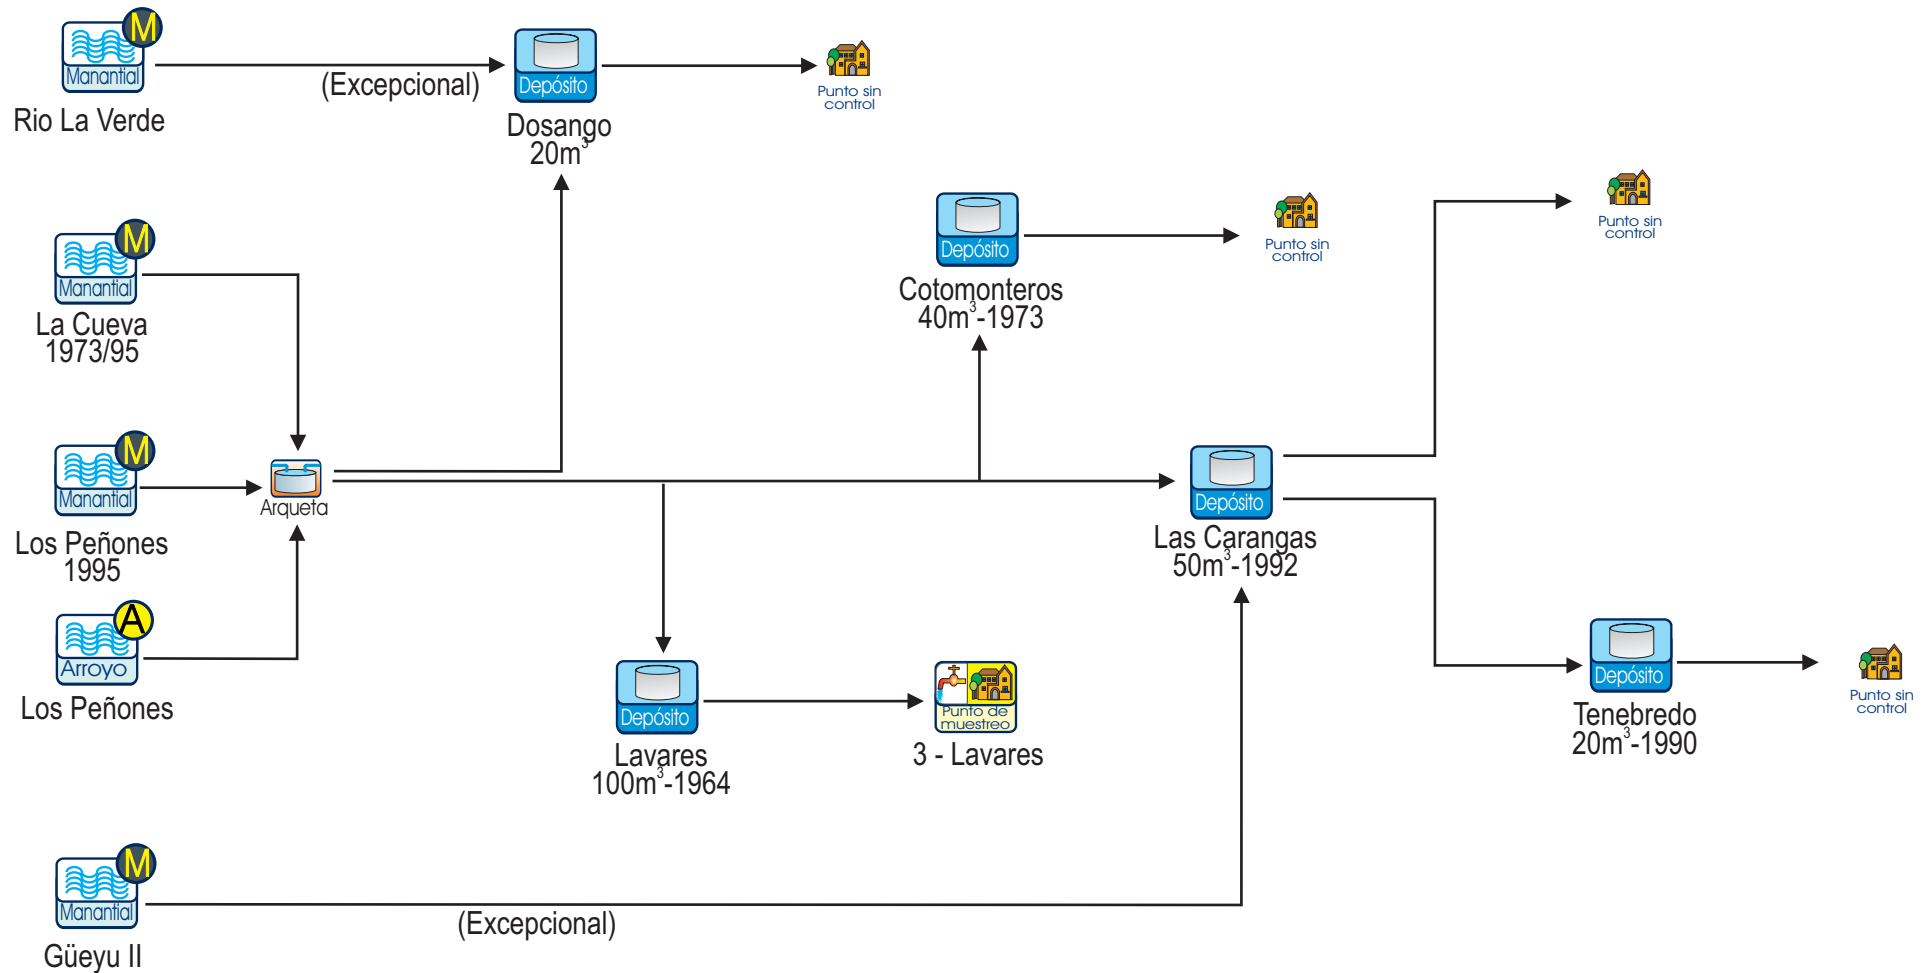 M
Manantial
Rio La Verde
(Excepcional)
Depósito
Dosango
20m³
Punto sin
control
M
Manantial
La Cueva
1973/95
Depósito
Cotomonteros
40m³-1973
Punto sin
control
Punto sin
control
M
Manantial
Los Peñones
1995
Arqueta
Depósito
Las Carangas
50m³-1992
A
Arroyo
Los Peñones
Depósito
Lavares
100m³-1964
Punto de
muestreo
3 - Lavares
Depósito
Tenebredo
20m³-1990
Punto sin
control
M
Manantial
Güeyu II
(Excepcional)